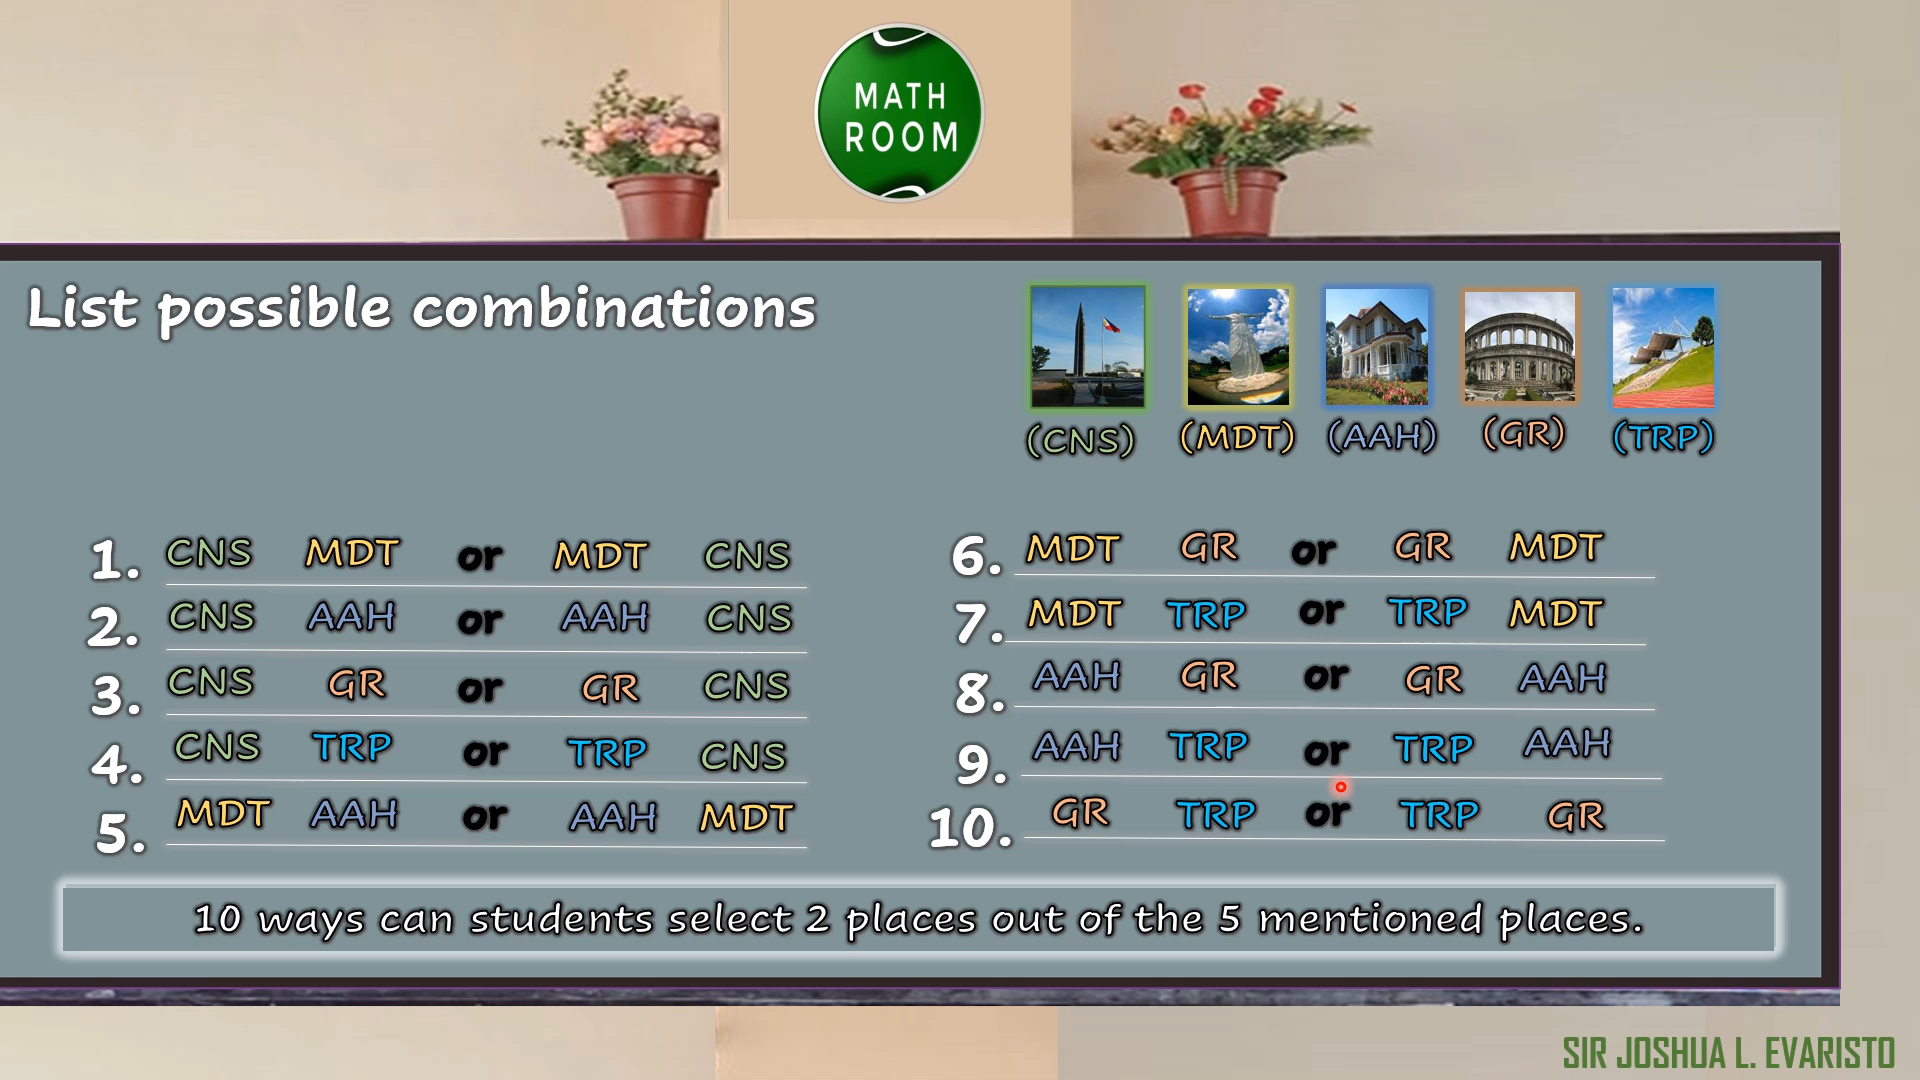 MATH
ROOM
List possible combinations
(CNS) (MDT) (AAH) (GR) (TRP)
1. CNS MDT or MDT CNS
2. CNS AAH or AAH CNS
3. CNS GR or GR CNS
4. CNS TRP or TRP CNS
5. MDT AAH or AAH MDT
6. MDT GR or GR MDT
7. MDT TRP or TRP MDT
8. AAH GR or GR AAH
9. AAH TRP or TRP AAH
10. GR TRP or TRP GR
10 ways can students select 2 places out of the 5 mentioned places.
SIR JOSHUA L. EVARISTO